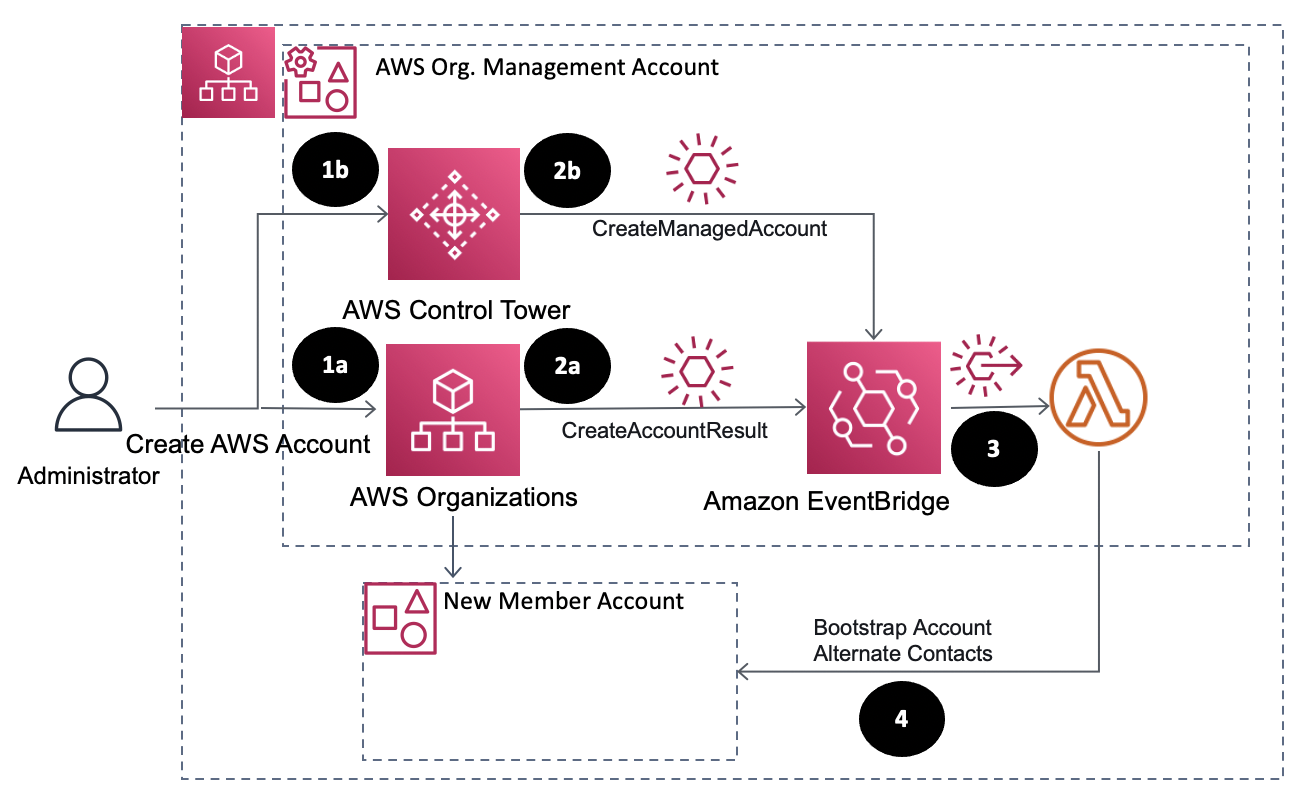 AWS Org. Management Account
1b
2b
CreateManagedAccount
AWS Control Tower
1a
2a
Create AWS Account
CreateAccountResult
3
Administrator
AWS Organizations
Amazon EventBridge
New Member Account
Bootstrap Account
Alternate Contacts
4